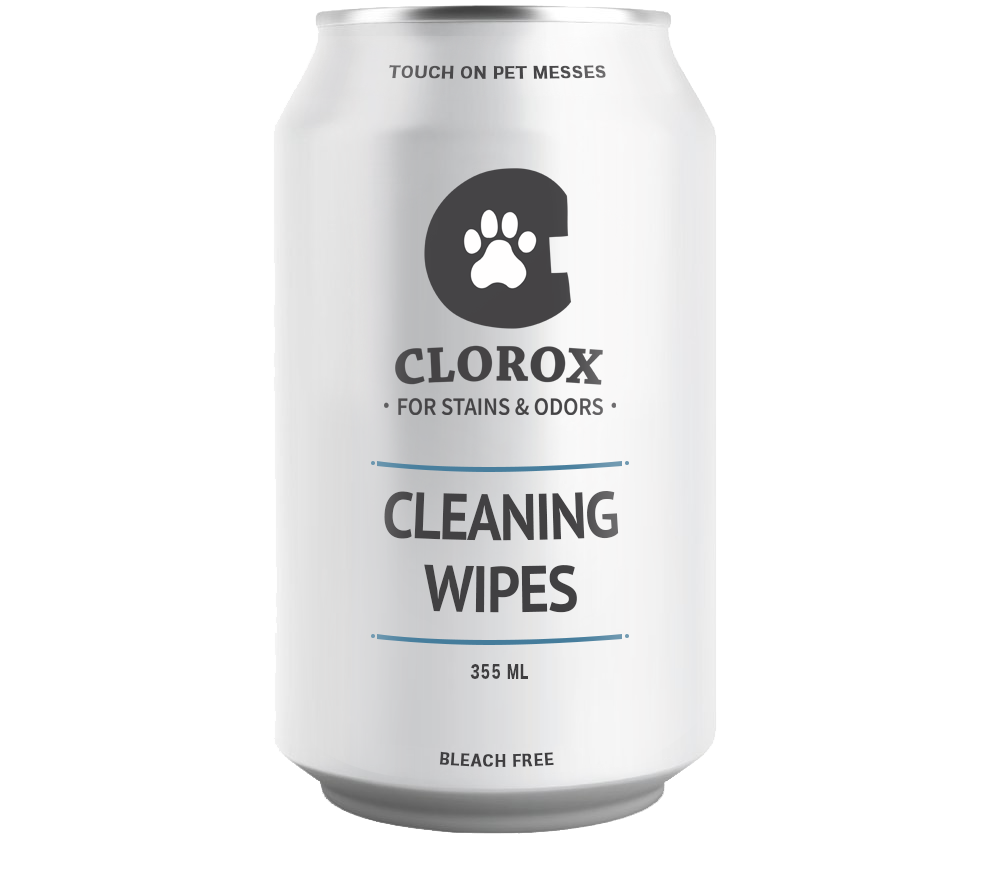 TOUCH ON PET MESSES
CLOROX
· FOR STAINS & ODORS ·
CLEANING
WIPES
355 ML
BLEACH FREE